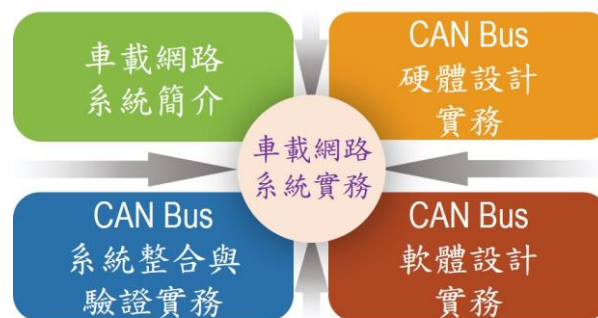 車載網路
系統簡介
CAN Bus
硬體設計
實務
車載網路
系統實務
CAN Bus
系統整合與
驗證實務
CAN Bus
軟體設計
實務